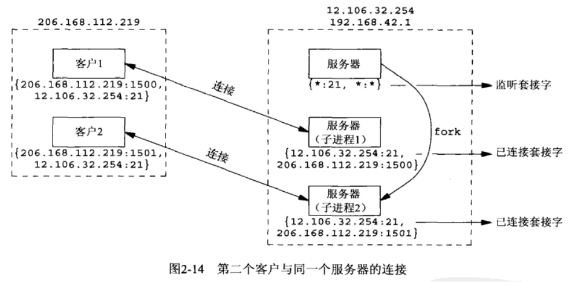 206.168.112.219
12.106.32.254
192.168.42.1
客户1
{206.168.112.219:1500,
12.106.32.254:21}
客户2
{206.168.112.219:1501,
12.106.32.254:21}
连接
连接
服务器
{*:21, *:*}
监听套接字
fork
服务器
(子进程1)
{12.106.32.254:21,
206.168.112.219:1500}
已连接套接字
服务器
(子进程2)
{12.106.32.254:21,
206.168.112.219:1501}
已连接套接字
图2-14 第二个客户与同一个服务器的连接